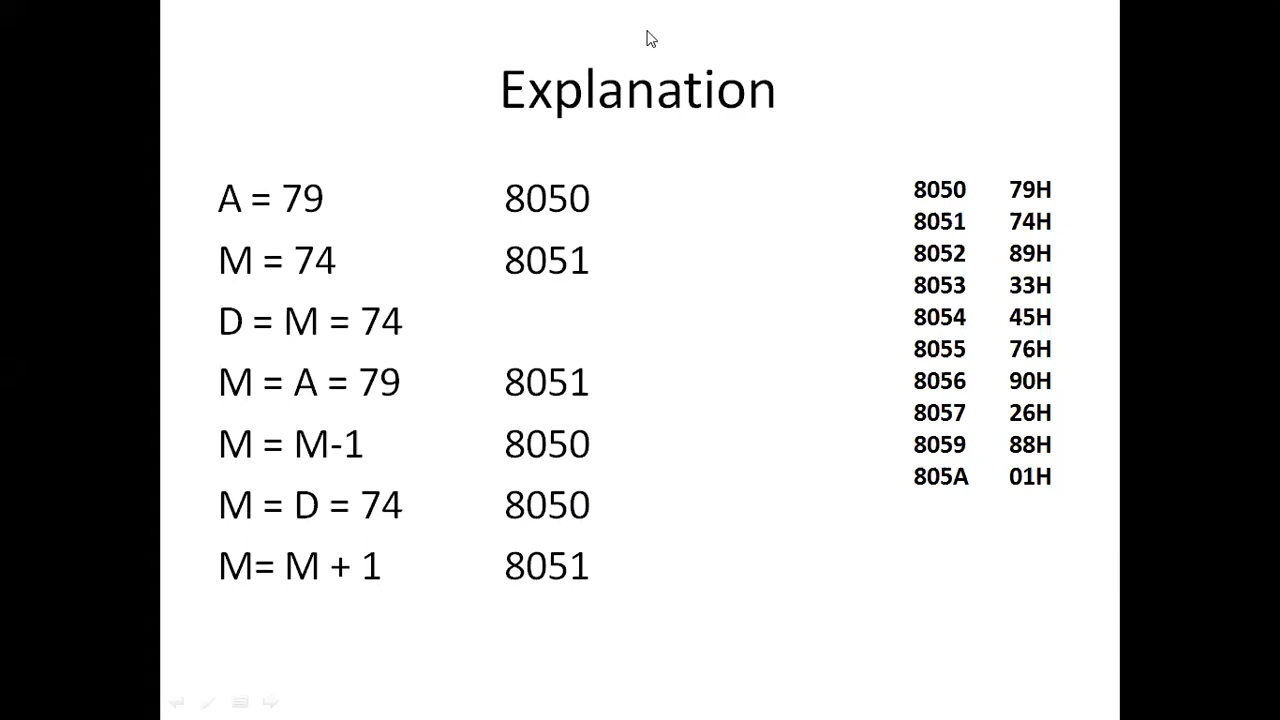 Explanation
A = 79 8050
M = 74 8051
D = M = 74
M = A = 79 8051
M = M-1 8050
M = D = 74 8050
M= M + 1 8051
8050 79H
8051 74H
8052 89H
8053 33H
8054 45H
8055 76H
8056 90H
8057 26H
8059 88H
805A 01H